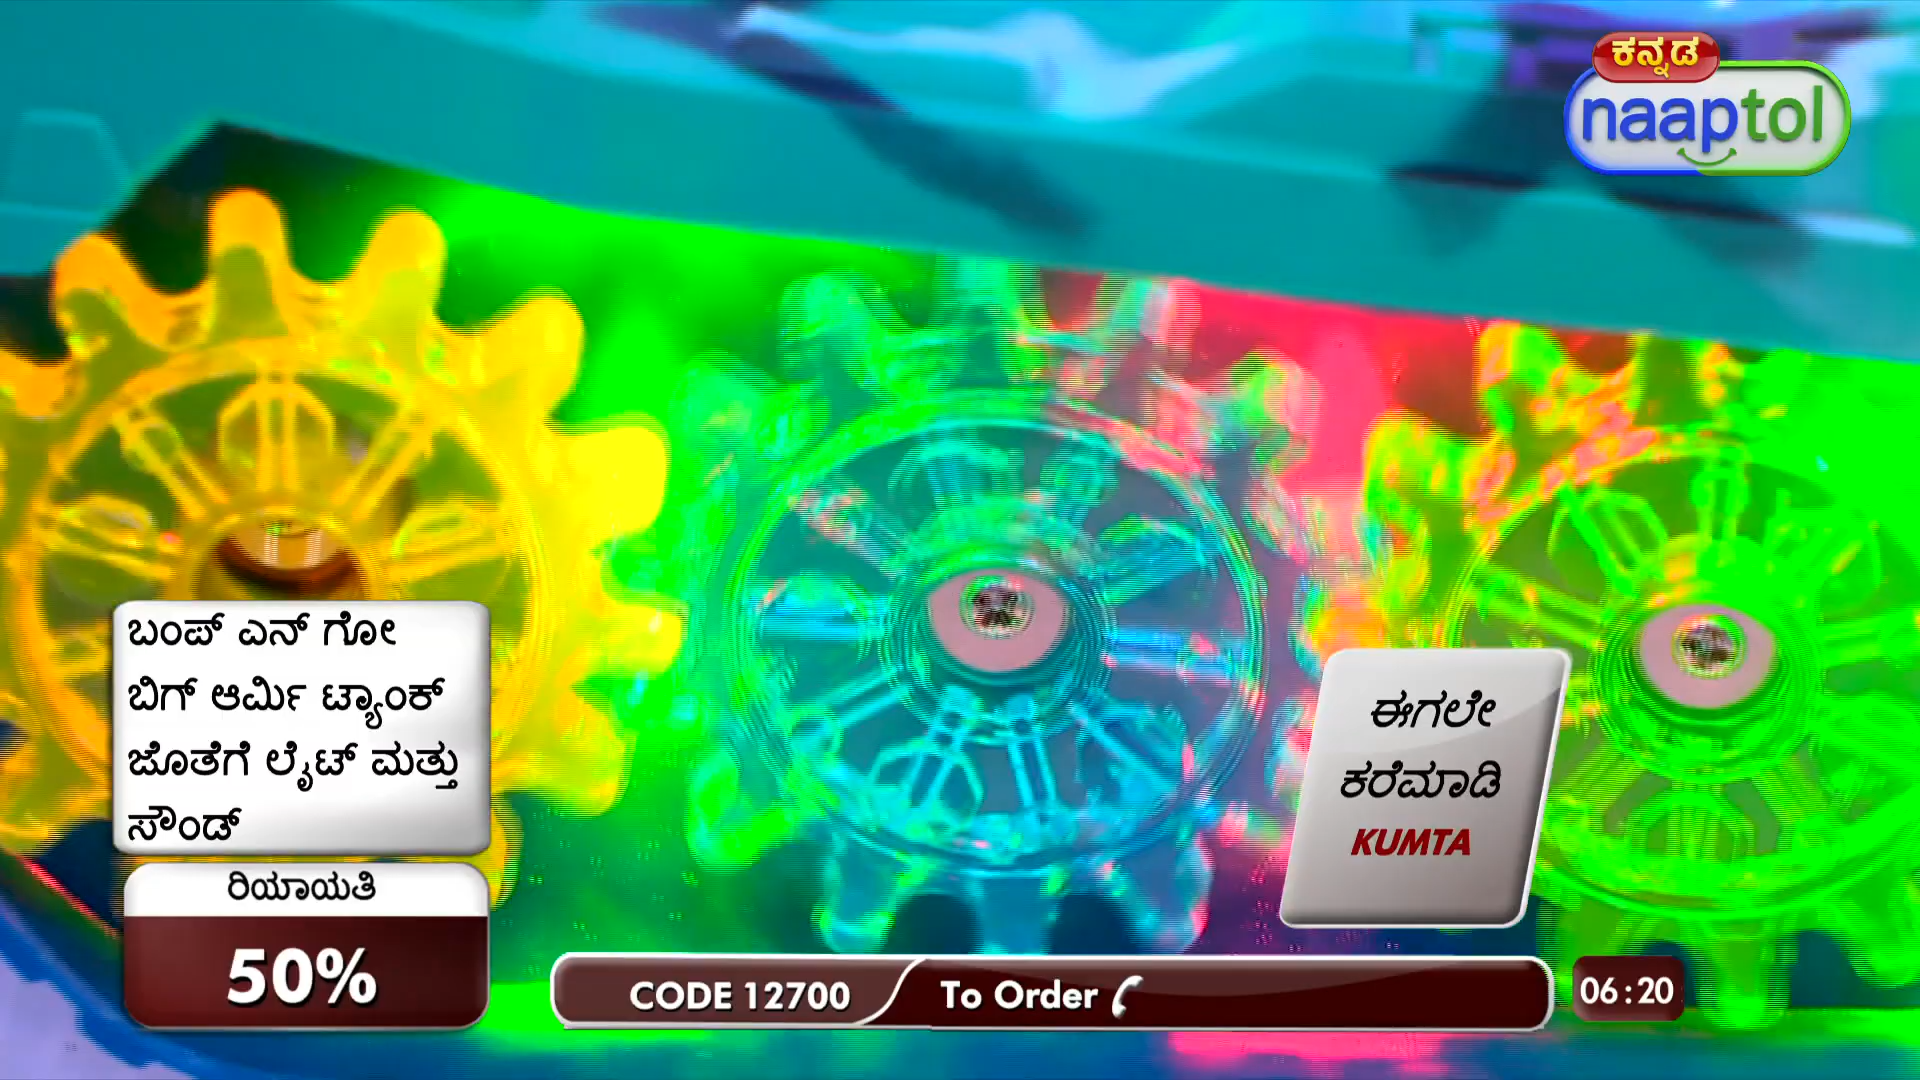 ಕನ್ನಡ
naaptol
ಬಂಪ್ ಎನ್ ಗೋ
ಬಿಗ್ ಆರ್ಮಿ ಟ್ಯಾಂಕ್
ಜೊತೆಗೆ ಲೈಟ್ ಮತ್ತು
ಸೌಂಡ್
ರಿಯಾಯತಿ
50%
ಈಗಲೇ
ಕರೆಮಾಡಿ
KUMTA
CODE 12700 To Order
06:20